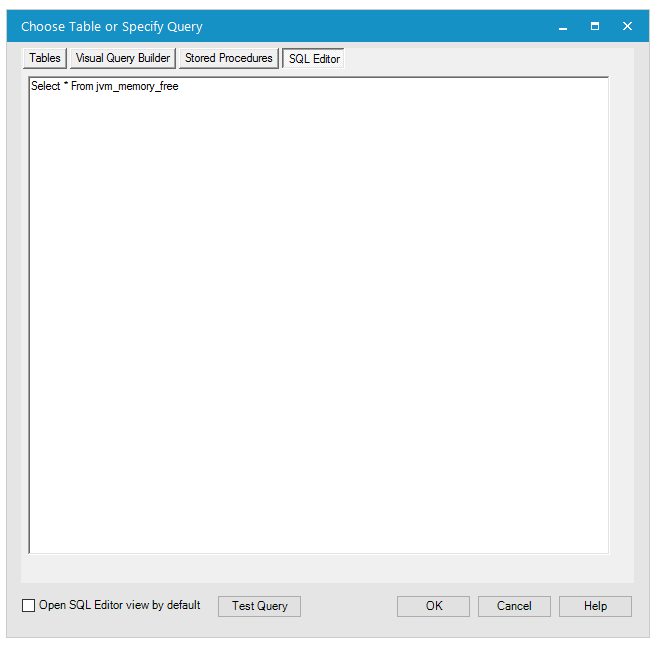 Choose Table or Specify Query
Tables Visual Query Builder Stored Procedures SQL Editor
Select * From jvm_memory_free
Open SQL Editor view by default Test Query OK Cancel Help